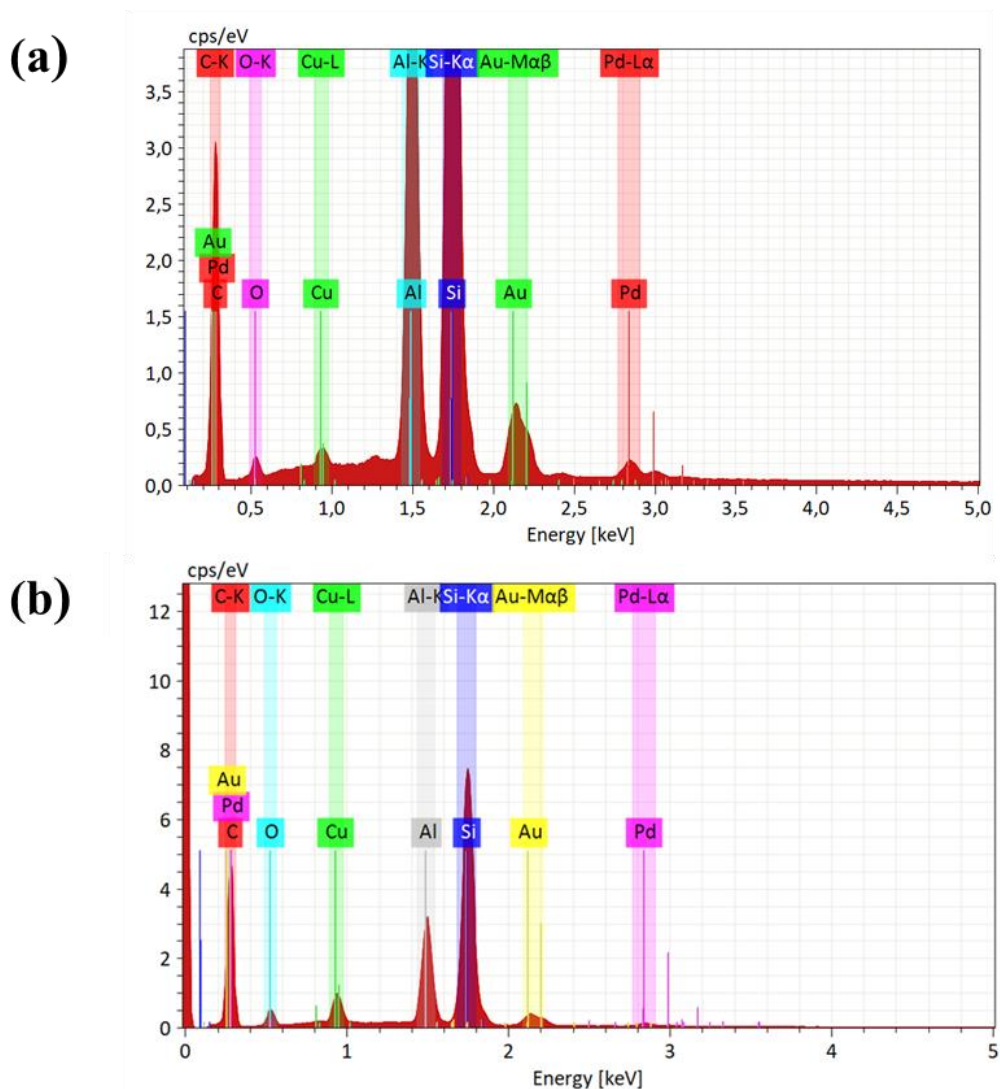 (a)
cps/eV
C-K O-K Cu-L Al-K Si-Kα Au-Mαβ Pd-Lα
3,5
3,0
2,5
Au
2,0
Pd
C O Cu Al Si Au Pd
1,5
1,0
0,5
0,0
0,5 1,0 1,5 2,0 2,5 3,0 3,5 4,0 4,5 5,0
Energy [keV]
(b)
cps/eV
C-K O-K Cu-L Al-K Si-Kα Au-Mαβ Pd-Lα
12
10
8
Au
Pd
6
C O Cu Al Si Au Pd
4
2
0
0 1 2 3 4 5
Energy [keV]